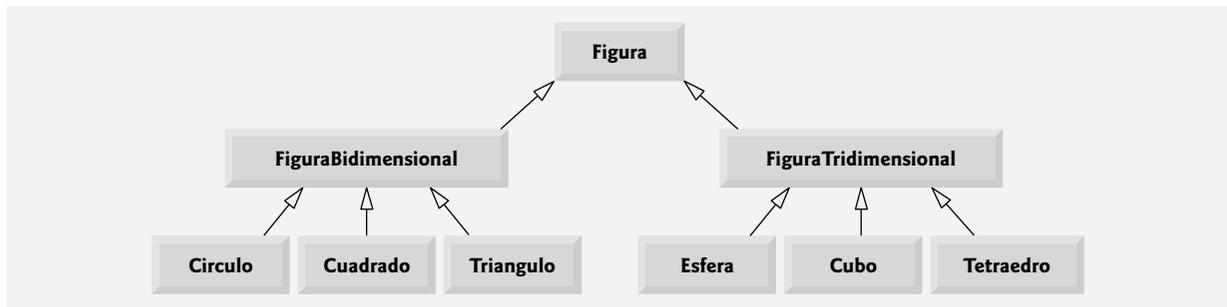 Figura
FiguraBidimensional
FiguraTridimensional
Circulo
Cuadrado
Triangulo
Esfera
Cubo
Tetraedro